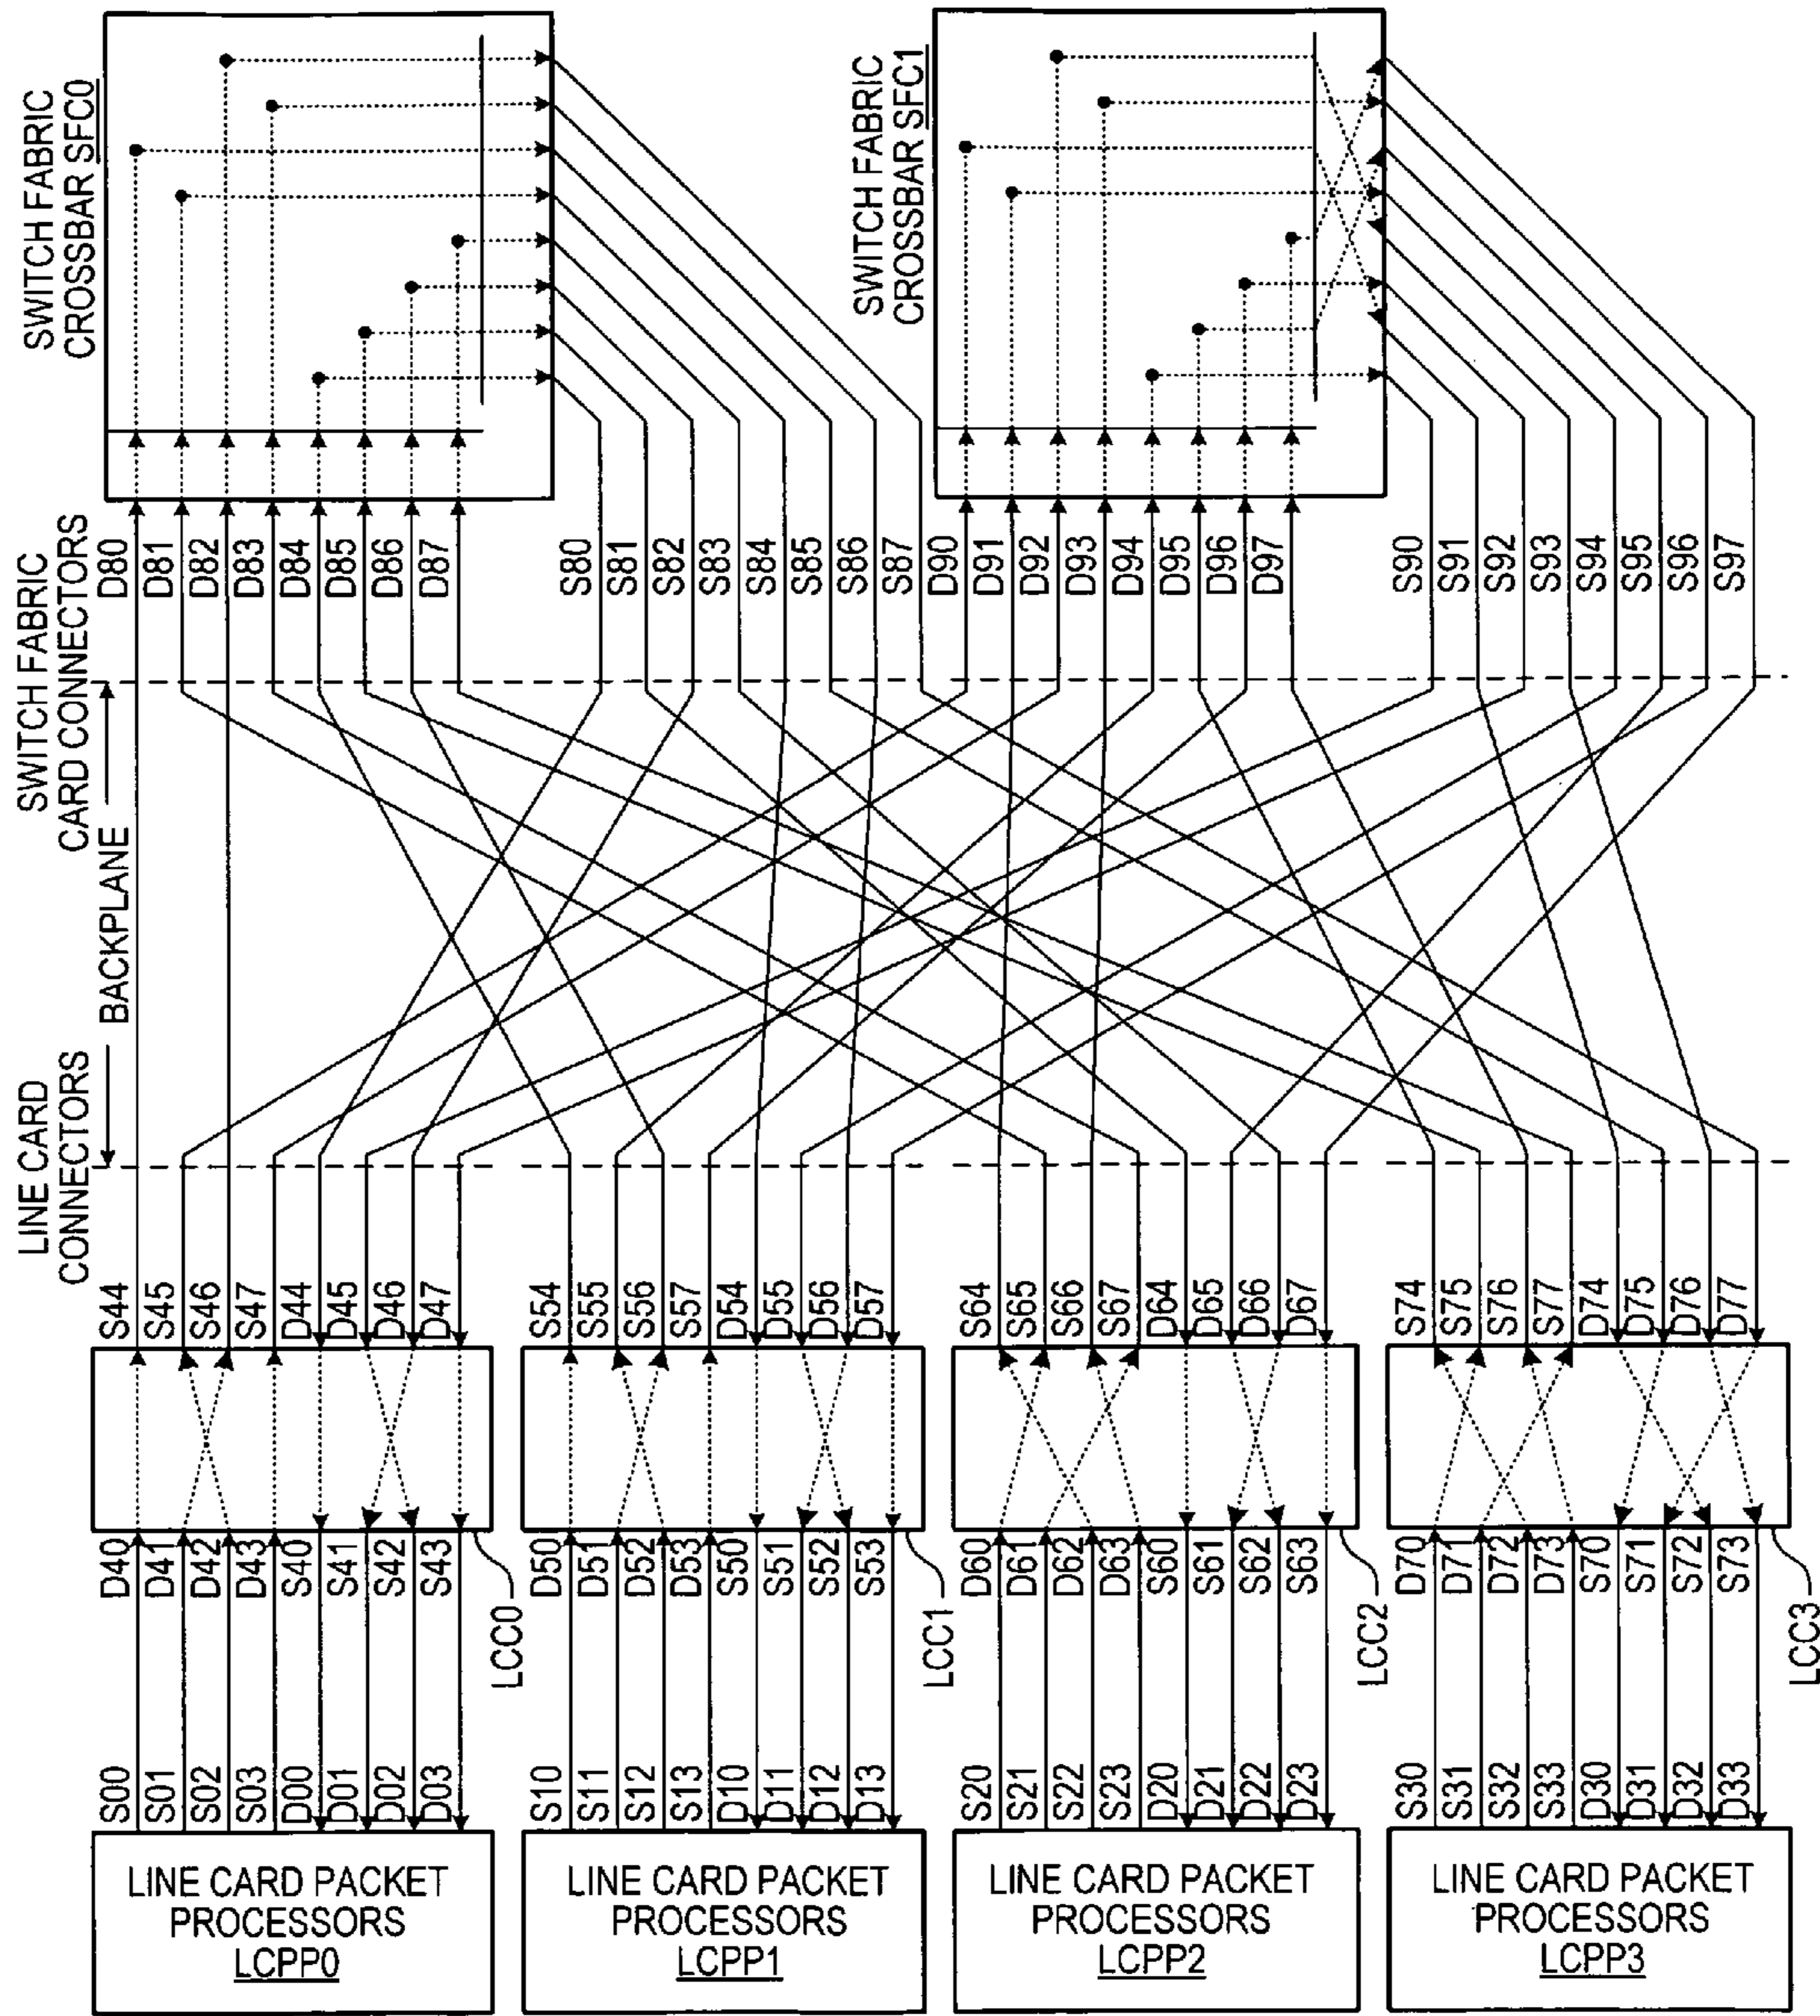 SWITCH FABRIC
CROSSBAR SFC0
SWITCH FABRIC
CROSSBAR SFC1
SWITCH FABRIC
CARD CONNECTORS
D80
D81
D82
D83
D84
D85
D86
D87
S80
S81
S82
S83
S84
S85
S86
S87
D90
D91
D92
D93
D94
D95
D96
D97
S90
S91
S92
S93
S94
S95
S96
S97
BACKPLANE
LINE CARD
CONNECTORS
S44
S45
S46
S47
D44
D45
D46
D47
S54
S55
S56
S57
D54
D55
D56
D57
S64
S65
S66
S67
D64
D65
D66
D67
S74
S75
S76
S77
D74
D75
D76
D77
D40
D41
D42
D43
S40
S41
S42
S43
LCC0
D50
D51
D52
D53
S50
S51
S52
S53
LCC1
D60
D61
D62
D63
S60
S61
S62
S63
LCC2
D70
D71
D72
D73
S70
S71
S72
S73
LCC3
S00
S01
S02
S03
D00
D01
D02
D03
S10
S11
S12
S13
D10
D11
D12
D13
S20
S21
S22
S23
D20
D21
D22
D23
S30
S31
S32
S33
D30
D31
D32
D33
LINE CARD PACKET
PROCESSORS
LCPP0
LINE CARD PACKET
PROCESSORS
LCPP1
LINE CARD PACKET
PROCESSORS
LCPP2
LINE CARD PACKET
PROCESSORS
LCPP3